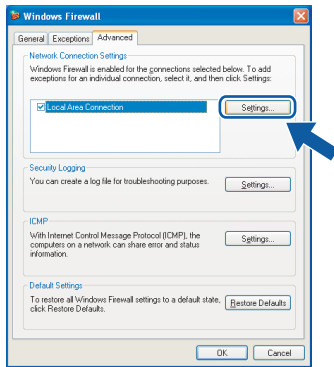 Windows Firewall
General Exceptions Advanced
Network Connection Settings
Windows Firewall is enabled for the connections selected below. To add
exceptions for an individual connection, select it, and then click Settings:
Local Area Connection
Settings...
Security Logging
You can create a log file for troubleshooting purposes.
Settings...
ICMP
With Internet Control Message Protocol (ICMP), the
computers on a network can share error and status
information.
Settings...
Default Settings
To restore all Windows Firewall settings to a default state,
click Restore Defaults.
Restore Defaults
OK Cancel